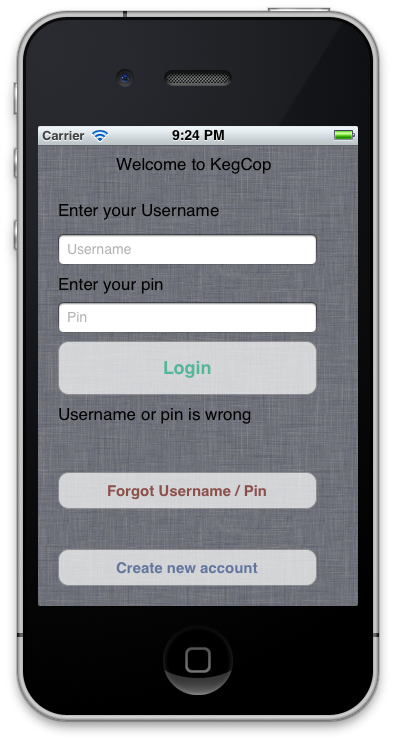 Carrier 9:24 PM
Welcome to KegCop
Enter your Username
Username
Enter your pin
Pin
Login
Username or pin is wrong
Forgot Username / Pin
Create new account